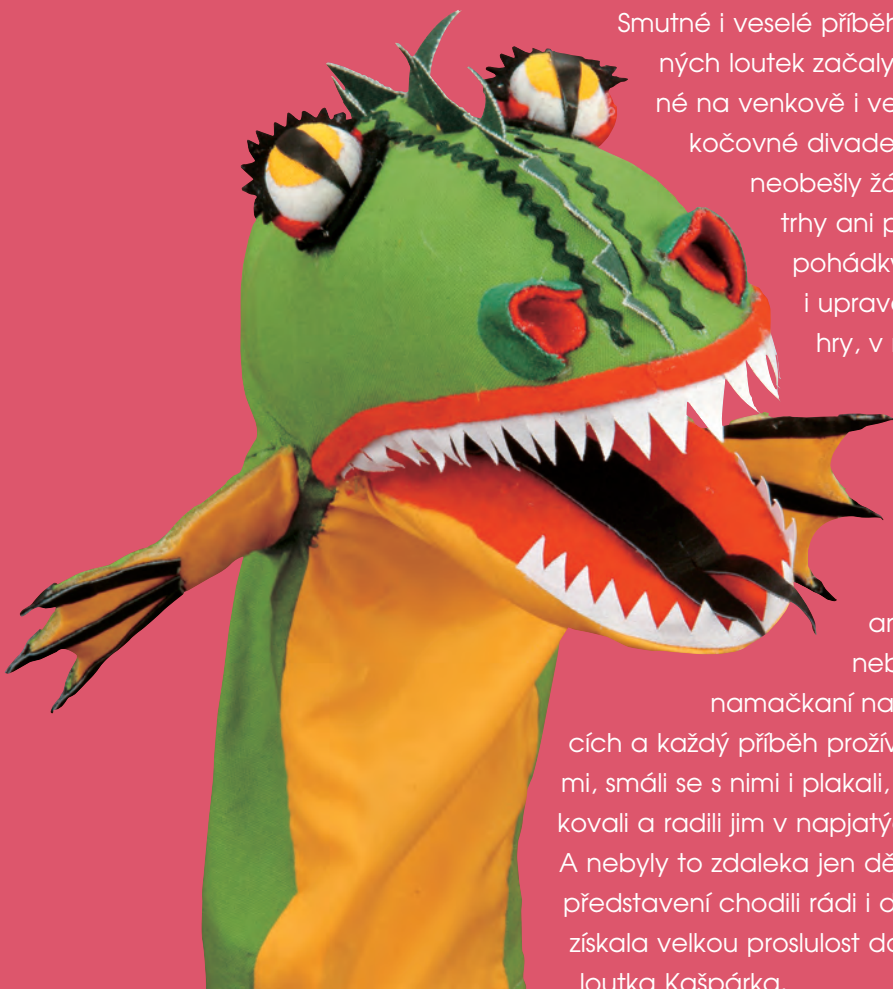 Smutné i veselé příběh
ných loutek začaly
né na venkově i ve
kočovné divade
neobešly žá
trhy ani p
pohádky
i uprav
hry, v
ar
neb
namačkaní na
cích a každý příběh prožív
mi, smáli se s nimi i plakali,
kovali a radili jim v napjatý
A nebyly to zdaleka jen dě
představení chodili rádi i d
získala velkou proslulost do
loutka Kašpárka.